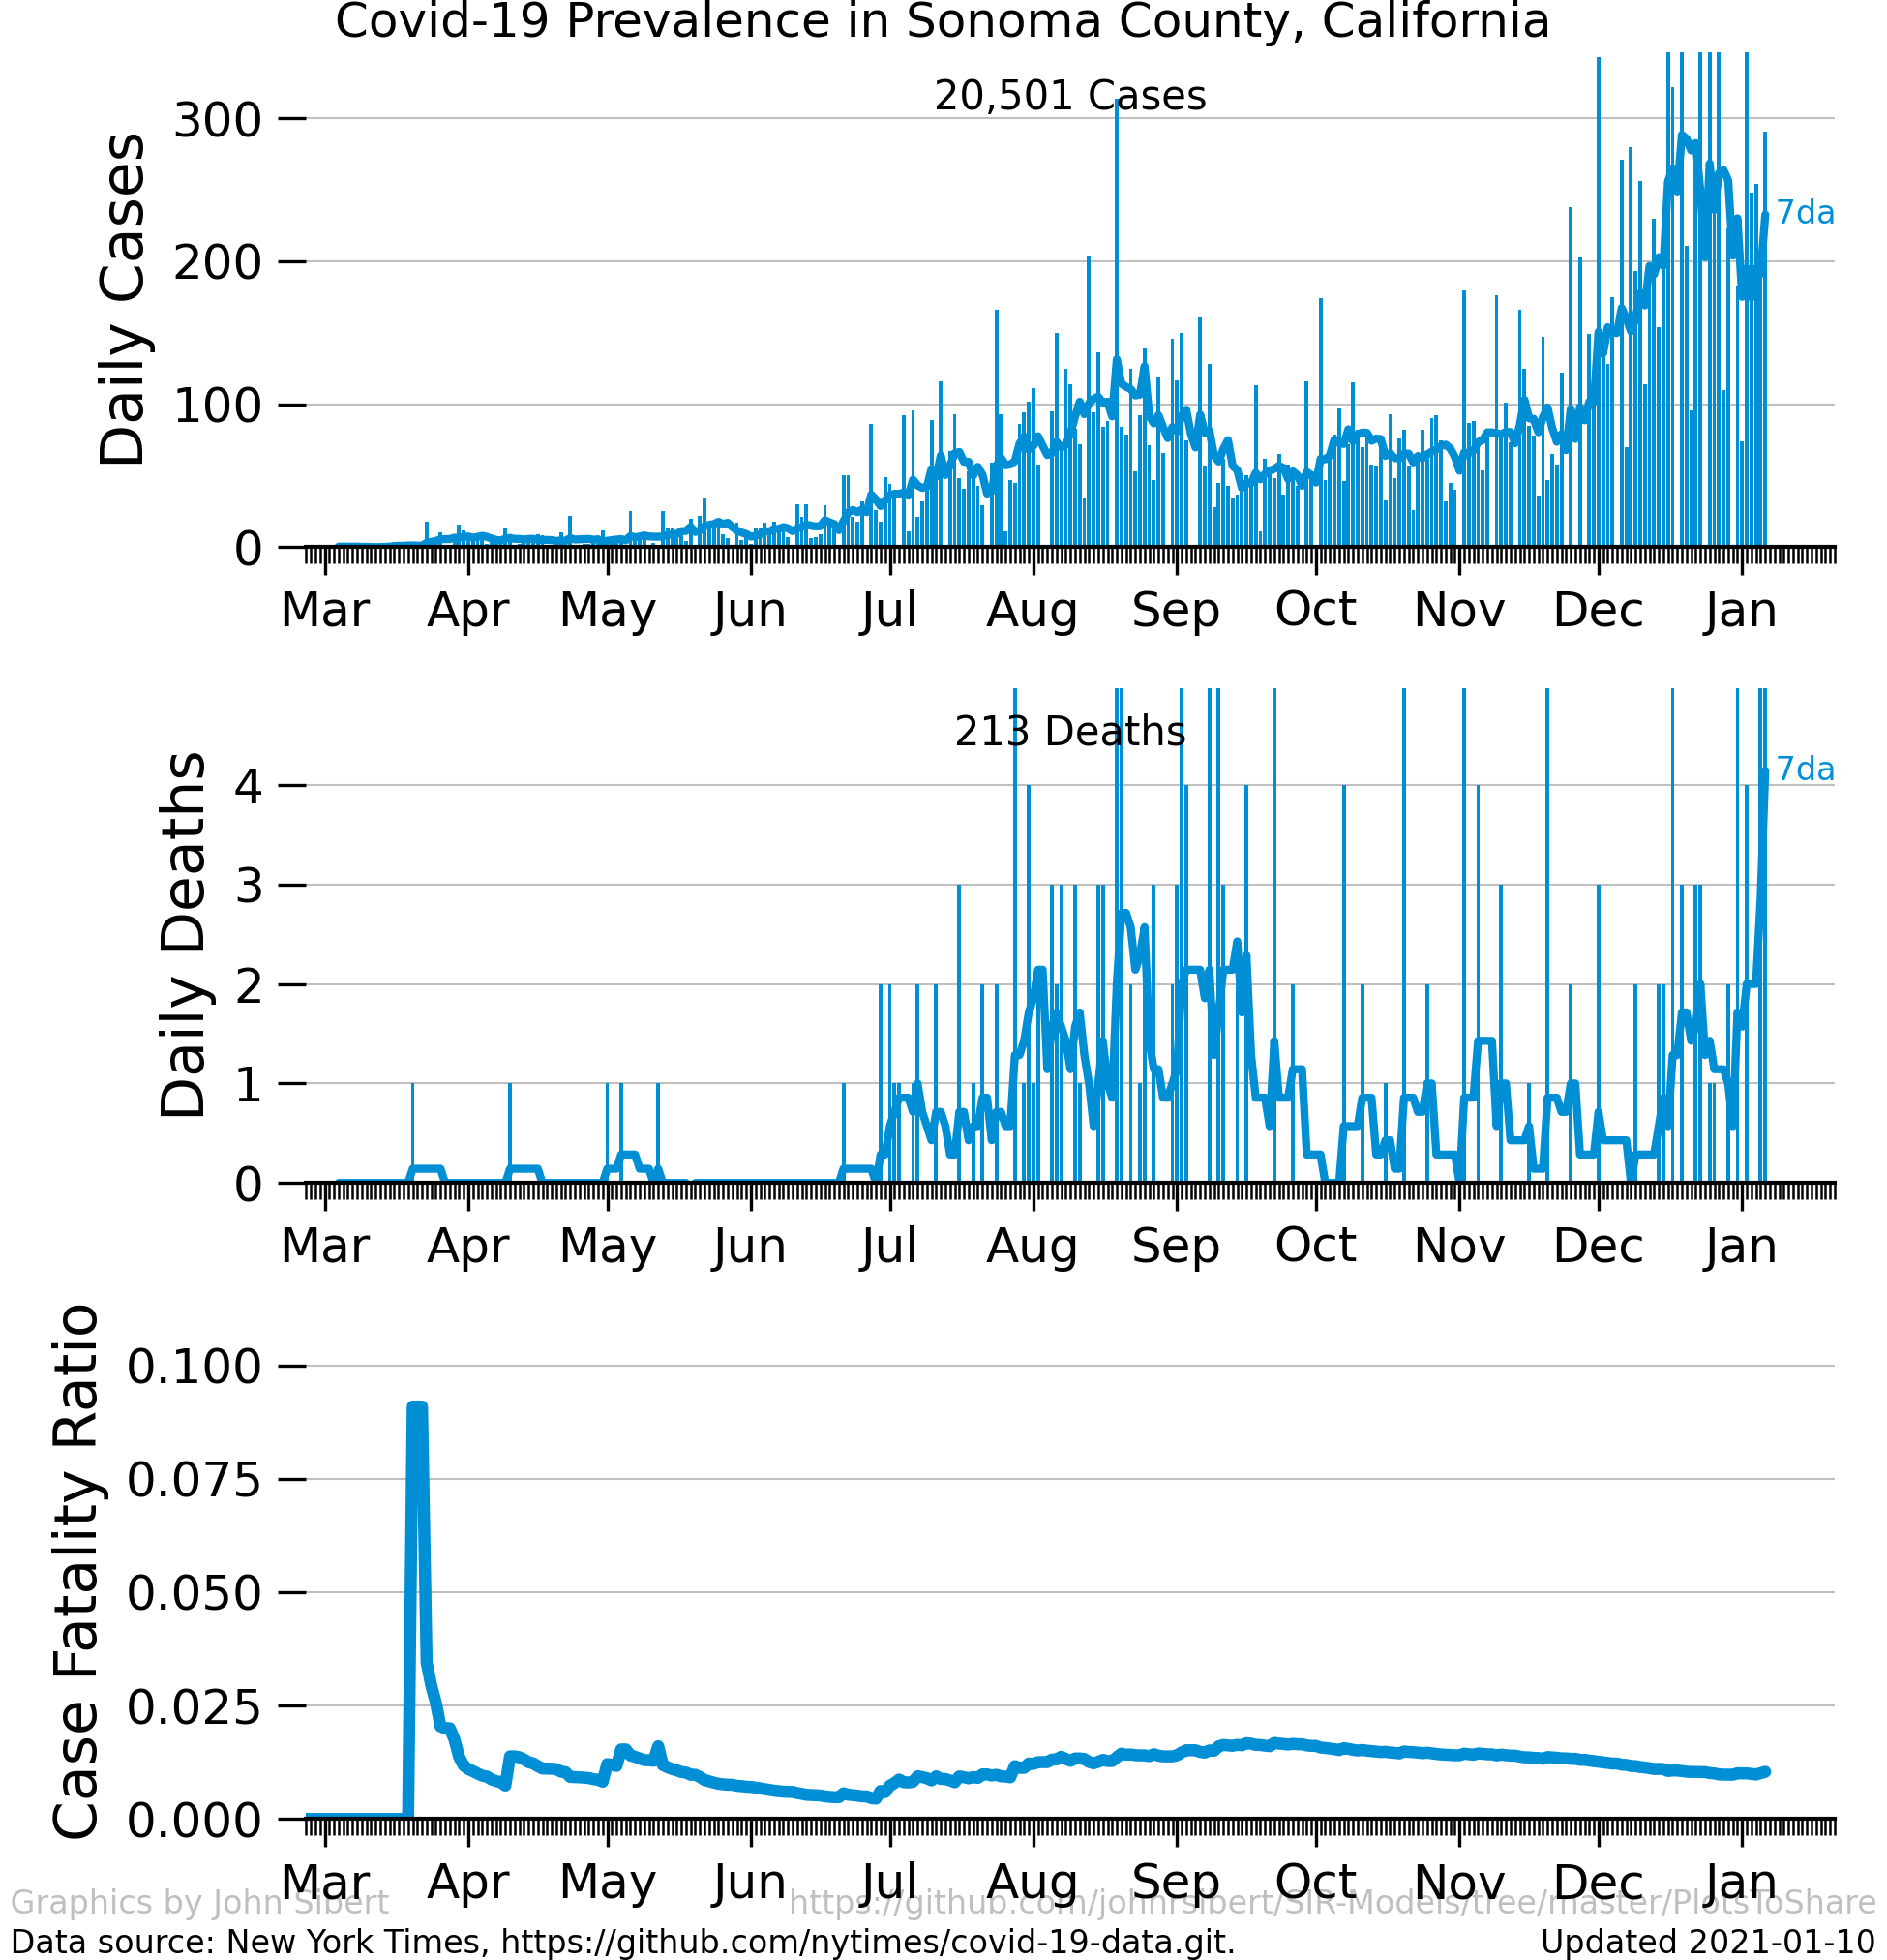 Covid-19 Prevalence in Sonoma County, California
20,501 Cases
Daily Cases
300
200
100
0
7da
Mar Apr May Jun Jul Aug Sep Oct Nov Dec Jan
213 Deaths
Daily Deaths
4
3
2
1
0
7da
Mar Apr May Jun Jul Aug Sep Oct Nov Dec Jan
Case Fatality Ratio
0.100
0.075
0.050
0.025
0.000
Mar Apr May Jun Jul Aug Sep Oct Nov Dec Jan
Graphics by John Sibert https://github.com/johnrsibert/SIR-Models/tree/master/PlotsToShare
Data source: New York Times, https://github.com/nytimes/covid-19-data.git. Updated 2021-01-10